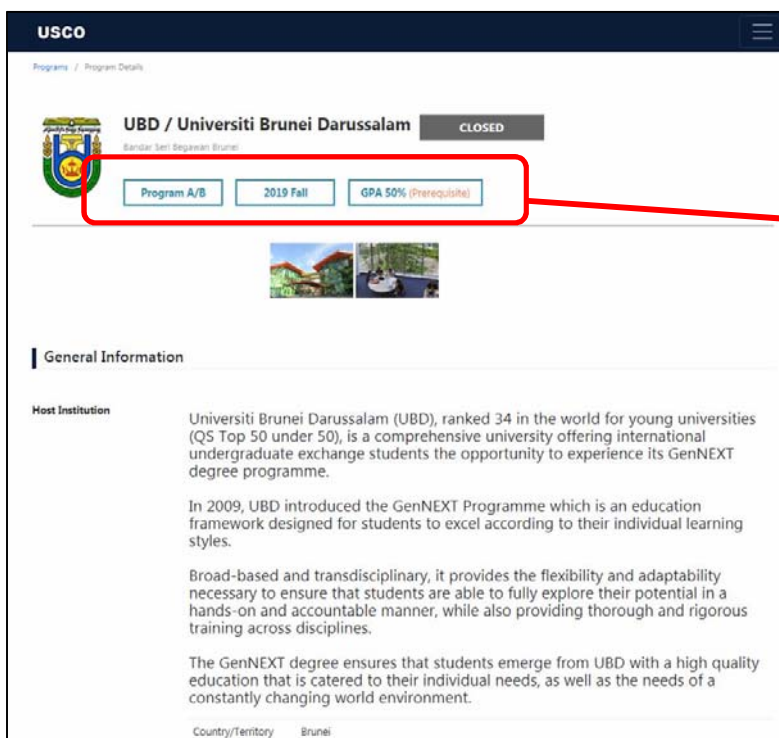 USCO
Programs / Program Details
UBD / Universiti Brunei Darussalam
CLOSED
Bandar Seri Begawan Brunei
Program A/B
2019 Fall
GPA 50% (Prerequisite)
General Information
Host Institution
Universiti Brunei Darussalam (UBD), ranked 34 in the world for young universities
(QS Top 50 under 50), is a comprehensive university offering international
undergraduate exchange students the opportunity to experience its GenNEXT
degree programme.
In 2009, UBD introduced the GenNEXT Programme which is an education
framework designed for students to excel according to their individual learning
styles.
Broad-based and transdisciplinary, it provides the flexibility and adaptability
necessary to ensure that students are able to fully explore their potential in a
hands-on and accountable manner, while also providing thorough and rigorous
training across disciplines.
The GenNEXT degree ensures that students emerge from UBD with a high quality
education that is catered to their individual needs, as well as the needs of a
constantly changing world environment.
Country/Territory Brunei